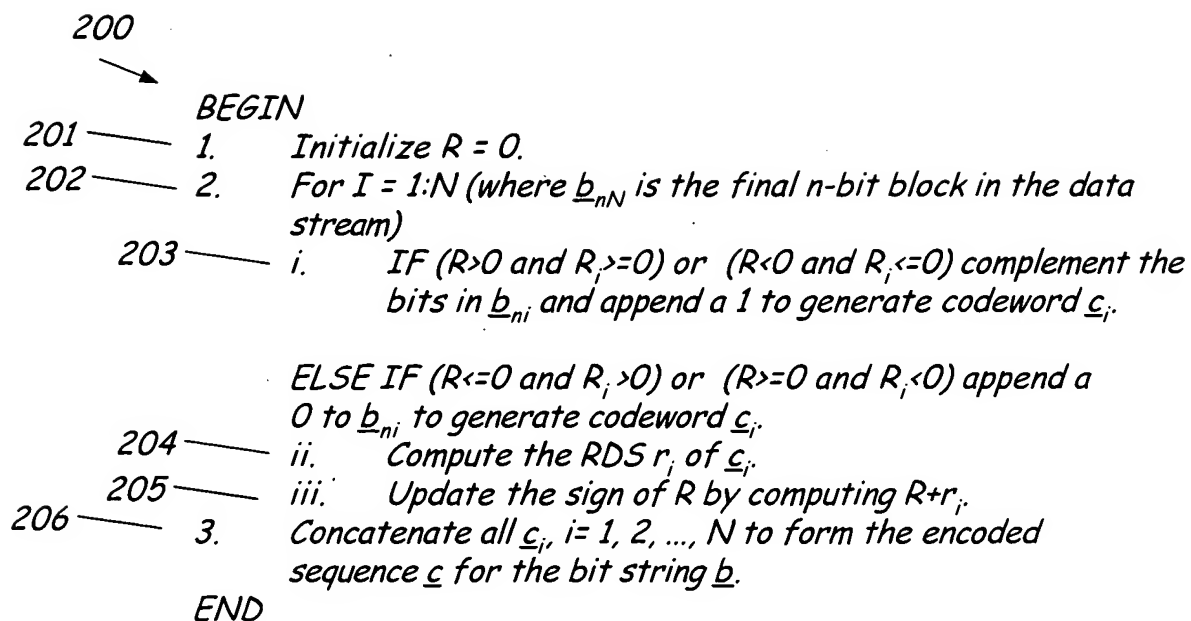 200
BEGIN
201 1. Initialize R = 0.
202 2. For I = 1:N (where b_nN is the final n-bit block in the data
stream)
203 i. IF (R>0 and R_i>=0) or (R<0 and R_i<=0) complement the
bits in b_ni and append a 1 to generate codeword c_i.
ELSE IF (R<=0 and R_i>0) or (R>=0 and R_i<0) append a
0 to b_ni to generate codeword c_i.
204 ii. Compute the RDS r_i of c_i.
205 iii. Update the sign of R by computing R+r_i.
206 3. Concatenate all c_i, i= 1, 2, ..., N to form the encoded
sequence c for the bit string b.
END